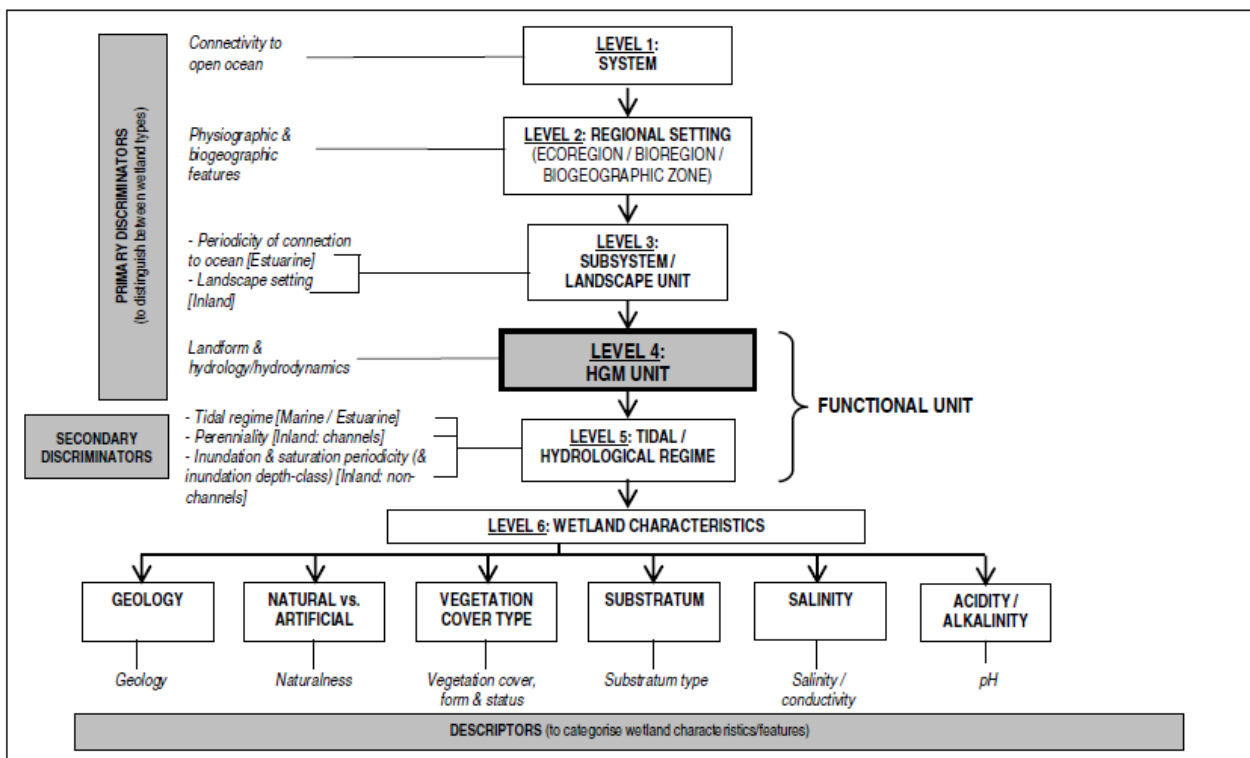 PRIMARY DISCRIMINATORS
(to distinguish between wetland types)
Connectivity to
open ocean
LEVEL 1:
SYSTEM
Physiographic &
biogeographic
features
LEVEL 2: REGIONAL SETTING
(ECOREGION / BIOREGION /
BIOGEOGRAPHIC ZONE)
- Periodicity of connection
to ocean [Estuarine]
- Landscape setting
[Inland]
LEVEL 3:
SUBSYSTEM /
LANDSCAPE UNIT
Landform &
hydrology/hydrodynamics
LEVEL 4:
HGM UNIT
FUNCTIONAL UNIT
SECONDARY
DISCRIMINATORS
- Tidal regime [Marine / Estuarine]
- Perenniality [Inland: channels]
- Inundation & saturation periodicity (&
inundation depth-class) [Inland: non-
channels]
LEVEL 5: TIDAL /
HYDROLOGICAL REGIME
LEVEL 6: WETLAND CHARACTERISTICS
GEOLOGY
NATURAL vs.
ARTIFICIAL
VEGETATION
COVER TYPE
SUBSTRATUM
SALINITY
ACIDITY /
ALKALINITY
Geology
Naturalness
Vegetation cover,
form & status
Substratum type
Salinity /
conductivity
pH
DESCRIPTORS (to categorise wetland characteristics/features)